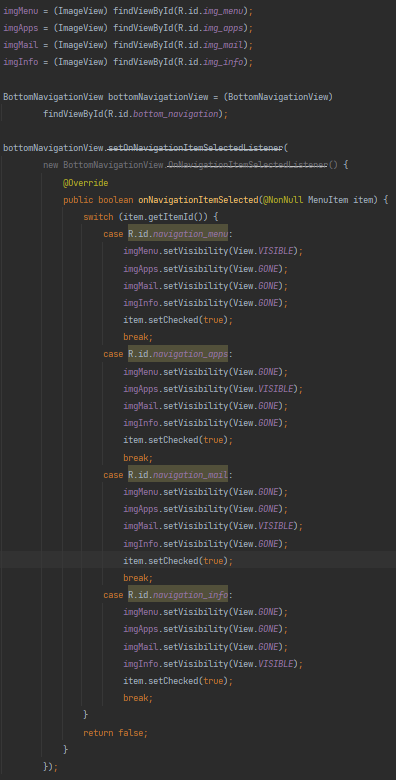 imgMenu = (ImageView) findViewById(R.id.img_menu);
imgApps = (ImageView) findViewById(R.id.img_apps);
imgMail = (ImageView) findViewById(R.id.img_mail);
imgInfo = (ImageView) findViewById(R.id.img_info);
BottomNavigationView bottomNavigationView = (BottomNavigationView)
findViewById(R.id.bottom_navigation);
bottomNavigationView.setOnNavigationItemSelectedListener(
new BottomNavigationView.OnNavigationItemSelectedListener() {
@Override
public boolean onNavigationItemSelected(@NonNull MenuItem item) {
switch (item.getItemId()) {
case R.id.navigation_menu:
imgMenu.setVisibility(View.VISIBLE);
imgApps.setVisibility(View.GONE);
imgMail.setVisibility(View.GONE);
imgInfo.setVisibility(View.GONE);
item.setChecked(true);
break;
case R.id.navigation_apps:
imgMenu.setVisibility(View.GONE);
imgApps.setVisibility(View.VISIBLE);
imgMail.setVisibility(View.GONE);
imgInfo.setVisibility(View.GONE);
item.setChecked(true);
break;
case R.id.navigation_mail:
imgMenu.setVisibility(View.GONE);
imgApps.setVisibility(View.GONE);
imgMail.setVisibility(View.VISIBLE);
imgInfo.setVisibility(View.GONE);
item.setChecked(true);
break;
case R.id.navigation_info:
imgMenu.setVisibility(View.GONE);
imgApps.setVisibility(View.GONE);
imgMail.setVisibility(View.GONE);
imgInfo.setVisibility(View.VISIBLE);
item.setChecked(true);
break;
}
return false;
}
});